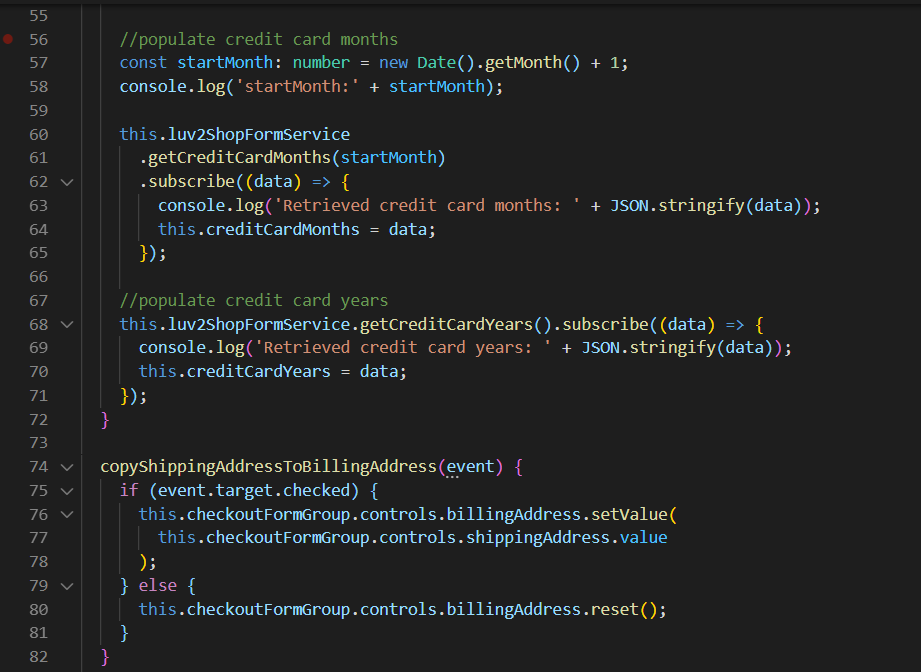 55
56 //populate credit card months
57 const startMonth: number = new Date().getMonth() + 1;
58 console.log('startMonth:' + startMonth);
59
60 this.luv2ShopFormService
61 .getCreditCardMonths(startMonth)
62 .subscribe((data) => {
63 console.log('Retrieved credit card months: ' + JSON.stringify(data));
64 this.creditCardMonths = data;
65 });
66
67 //populate credit card years
68 this.luv2ShopFormService.getCreditCardYears().subscribe((data) => {
69 console.log('Retrieved credit card years: ' + JSON.stringify(data));
70 this.creditCardYears = data;
71 });
72 }
73
74 copyShippingAddressToBillingAddress(event) {
75 if (event.target.checked) {
76 this.checkoutFormGroup.controls.billingAddress.setValue(
77 this.checkoutFormGroup.controls.shippingAddress.value
78 );
79 } else {
80 this.checkoutFormGroup.controls.billingAddress.reset();
81 }
82 }